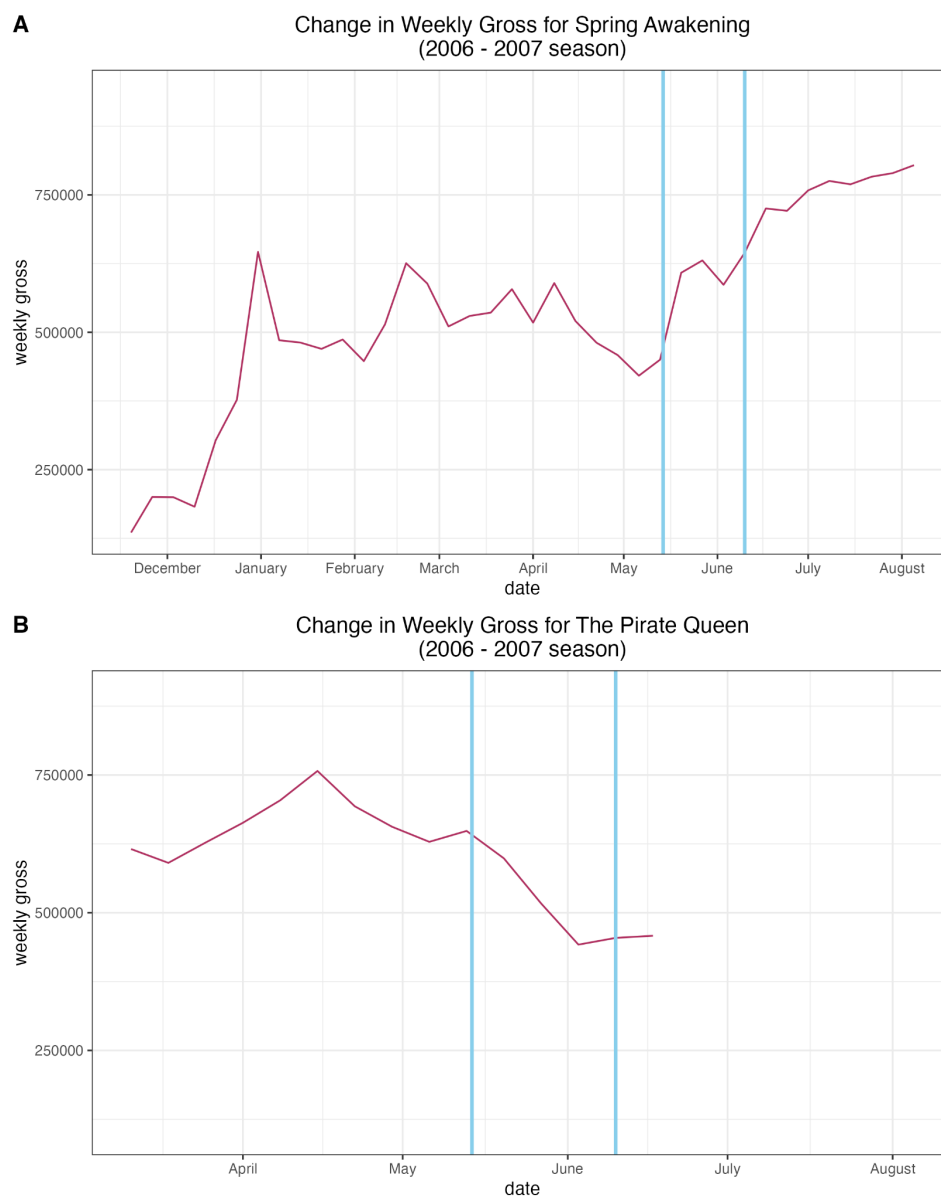 A
Change in Weekly Gross for Spring Awakening
(2006 - 2007 season)
weekly gross
750000
500000
250000
December January February March April May June July August
date
B
Change in Weekly Gross for The Pirate Queen
(2006 - 2007 season)
weekly gross
750000
500000
250000
April May June July August
date